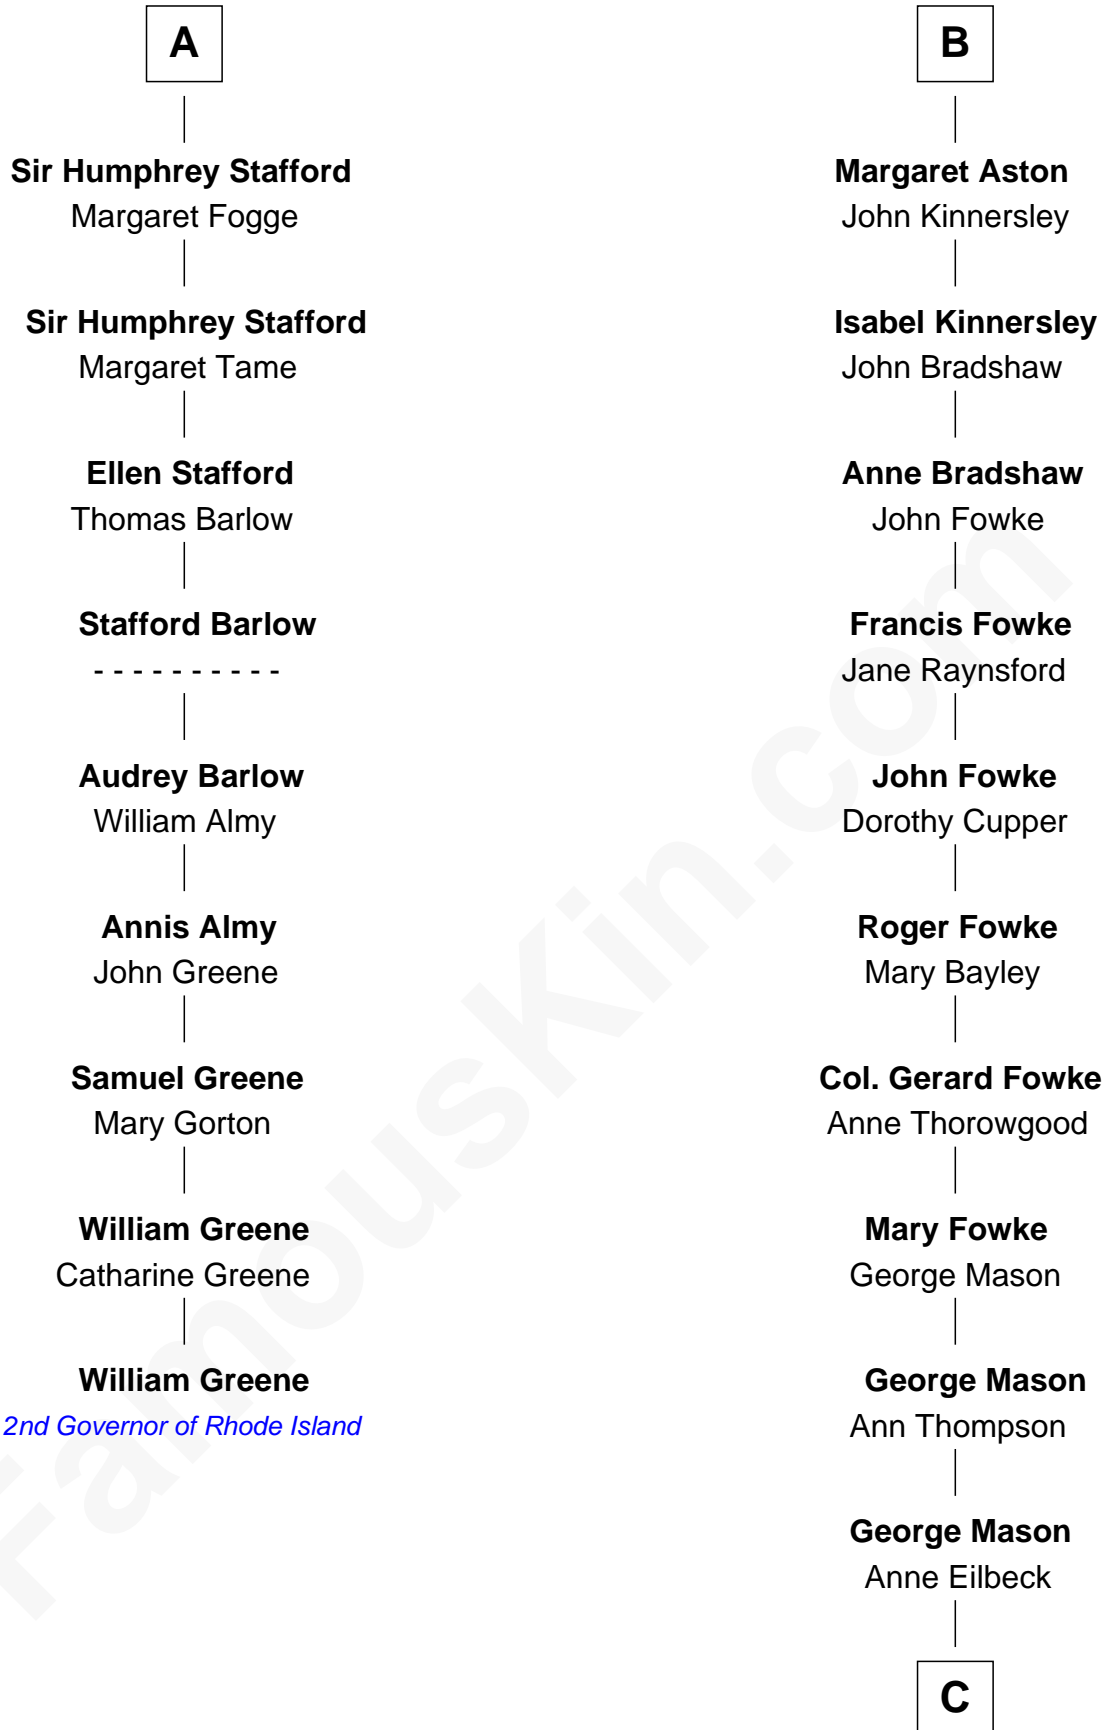 A
Sir Humphrey Stafford
Margaret Fogge
Sir Humphrey Stafford
Margaret Tame
Ellen Stafford
Thomas Barlow
Stafford Barlow
- - - - - - - - - -
Audrey Barlow
William Almy
Annis Almy
John Greene
Samuel Greene
Mary Gorton
William Greene
Catharine Greene
William Greene
2nd Governor of Rhode Island
B
Margaret Aston
John Kinnersley
Isabel Kinnersley
John Bradshaw
Anne Bradshaw
John Fowke
Francis Fowke
Jane Raynsford
John Fowke
Dorothy Cupper
Roger Fowke
Mary Bayley
Col. Gerard Fowke
Anne Thorowgood
Mary Fowke
George Mason
George Mason
Ann Thompson
George Mason
Anne Eilbeck
C
FamousKin.com